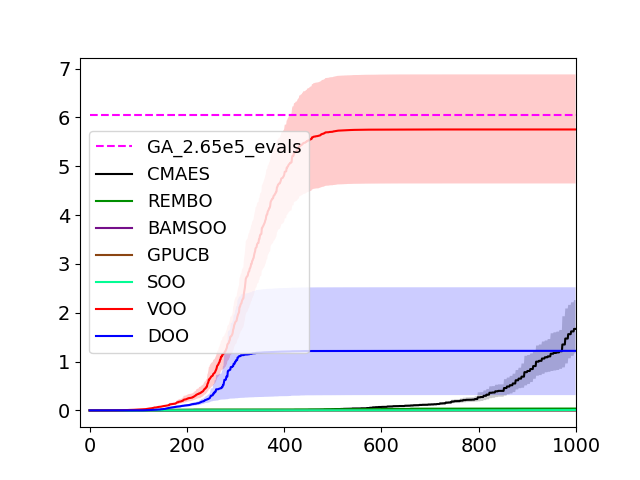 7
6
5
4
3
2
1
0
GA_2.65e5_evals
CMAES
REMBO
BAMSOO
GPUCB
SOO
VOO
DOO
0 200 400 600 800 1000